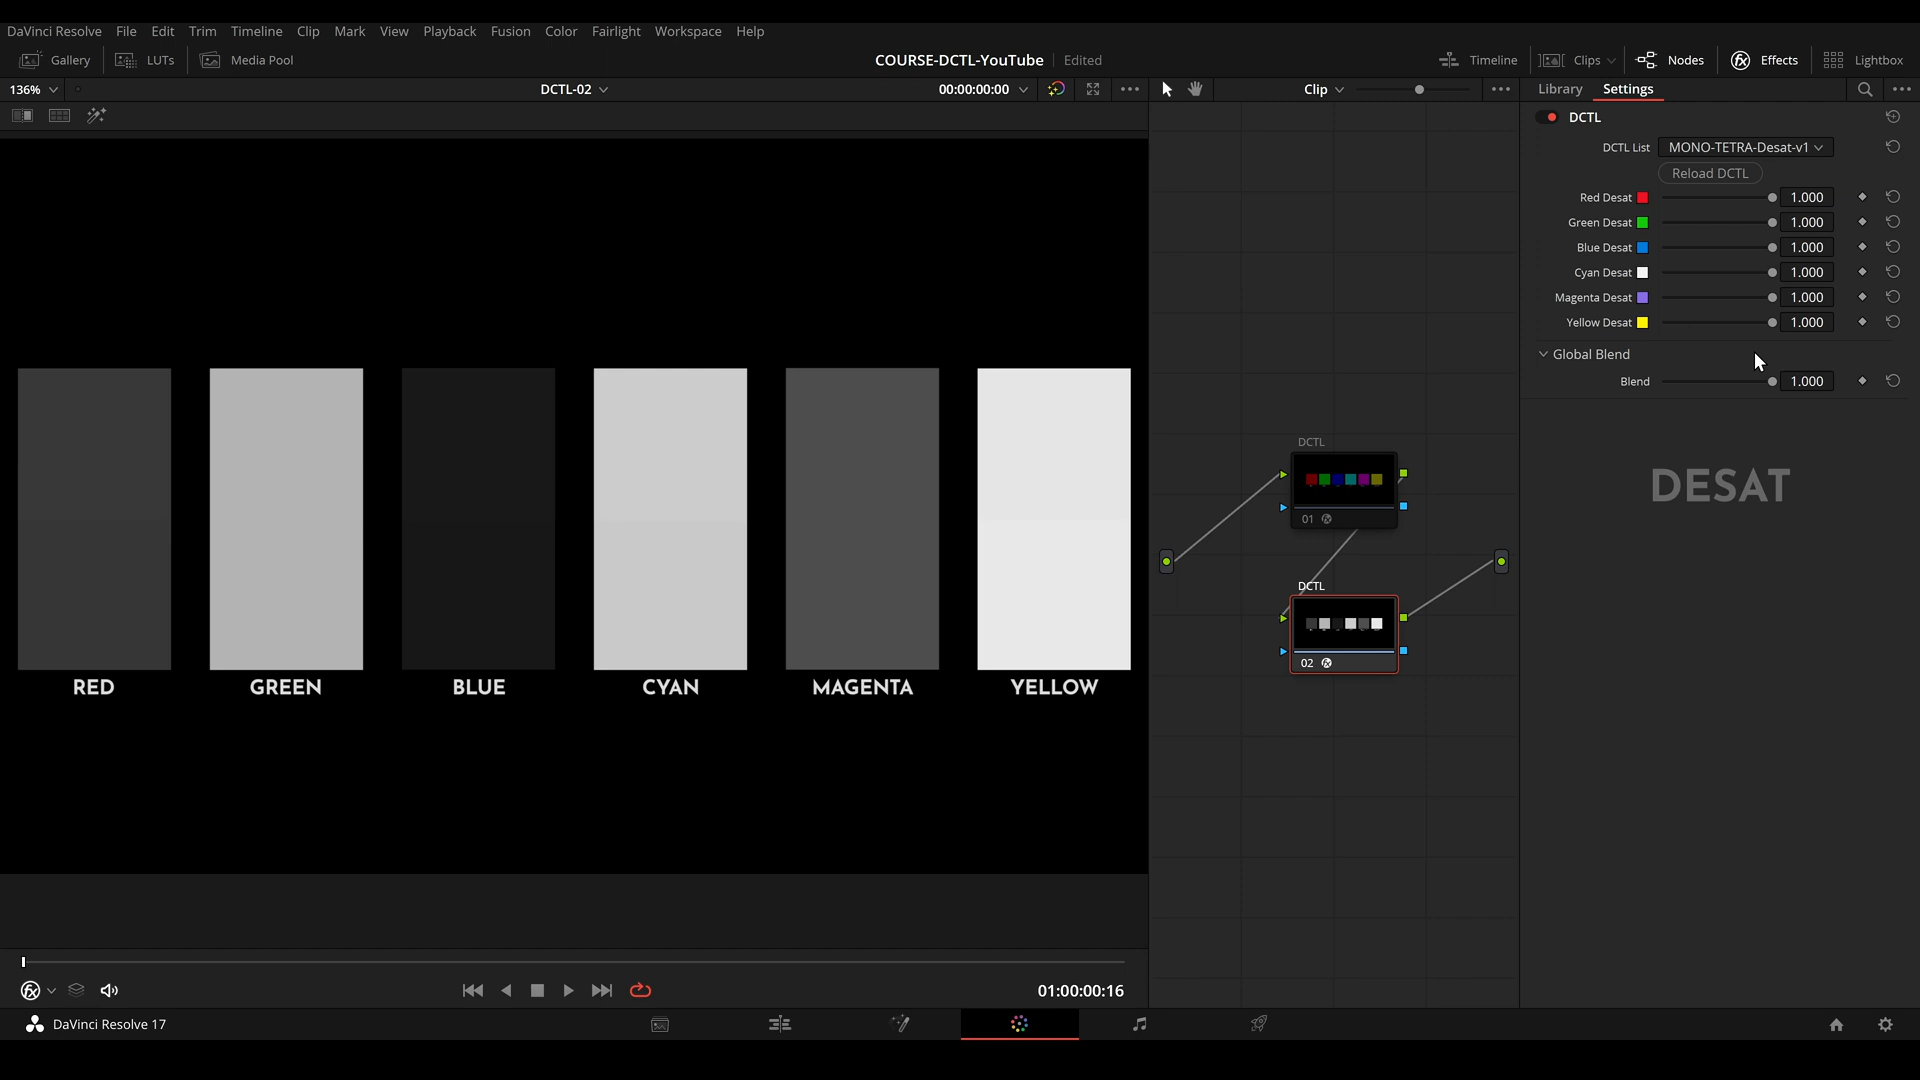 DaVinci Resolve File Edit Trim Timeline Clip Mark View Playback Fusion Color Fairlight Workspace Help
Gallery LUTs Media Pool COURSE-DCTL-YouTube Edited Timeline Clips Nodes Effects Lightbox
136% DCTL-02 00:00:00:00 Clip Library Settings
DCTL
DCTL List MONO-TETRA-Desat-v1
Reload DCTL
Red Desat 1.000
Green Desat 1.000
Blue Desat 1.000
Cyan Desat 1.000
Magenta Desat 1.000
Yellow Desat 1.000
Global Blend
Blend 1.000
DESAT
DCTL
01
DCTL
02
RED GREEN BLUE CYAN MAGENTA YELLOW
01:00:00:16
DaVinci Resolve 17